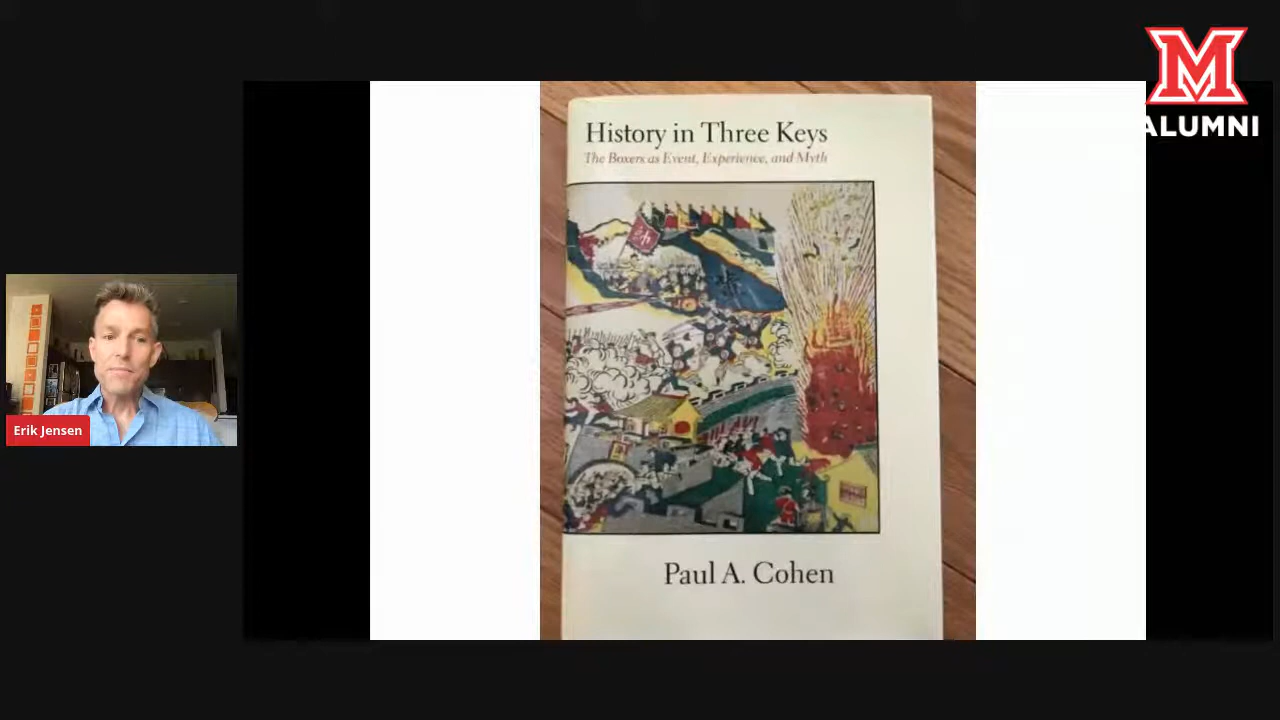 M
ALUMNI
History in Three Keys
The Boxers as Event, Experience, and Myth
Paul A. Cohen
Erik Jensen